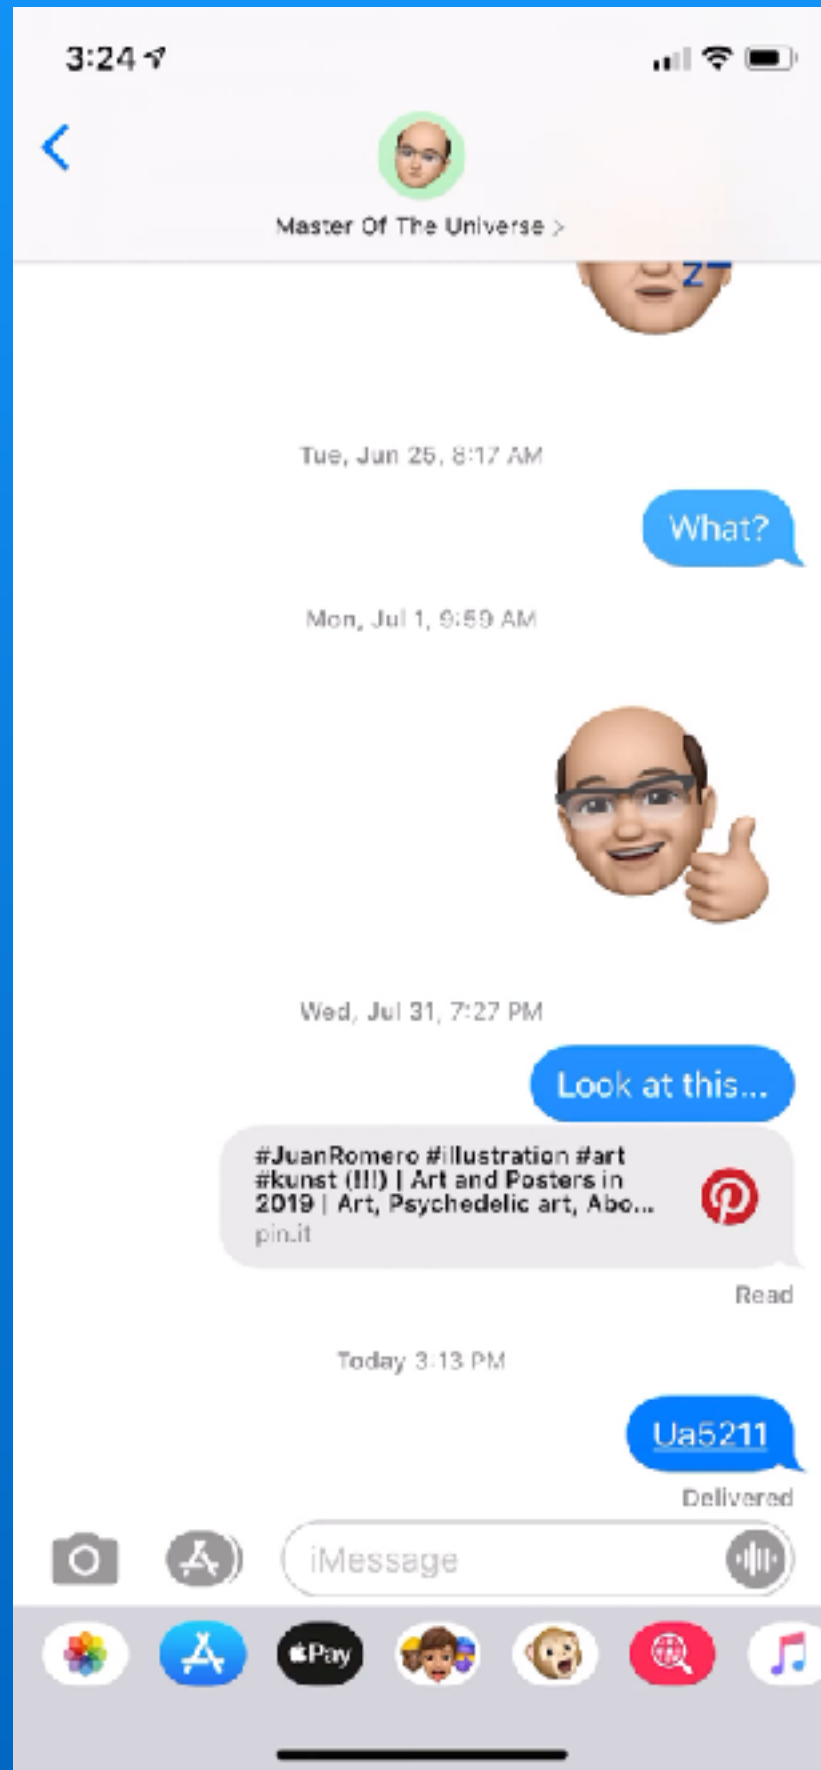 3:24
Master Of The Universe >
Z
Tue, Jun 25, 8:17 AM
What?
Mon, Jul 1, 9:59 AM
Wed, Jul 31, 7:27 PM
Look at this...
#JuanRomero #illustration #art
#kunst (!!!) | Art and Posters in
2019 | Art, Psychedelic art, Abo...
pin.it
Read
Today 3:13 PM
Ua5211
Delivered
iMessage
Pay